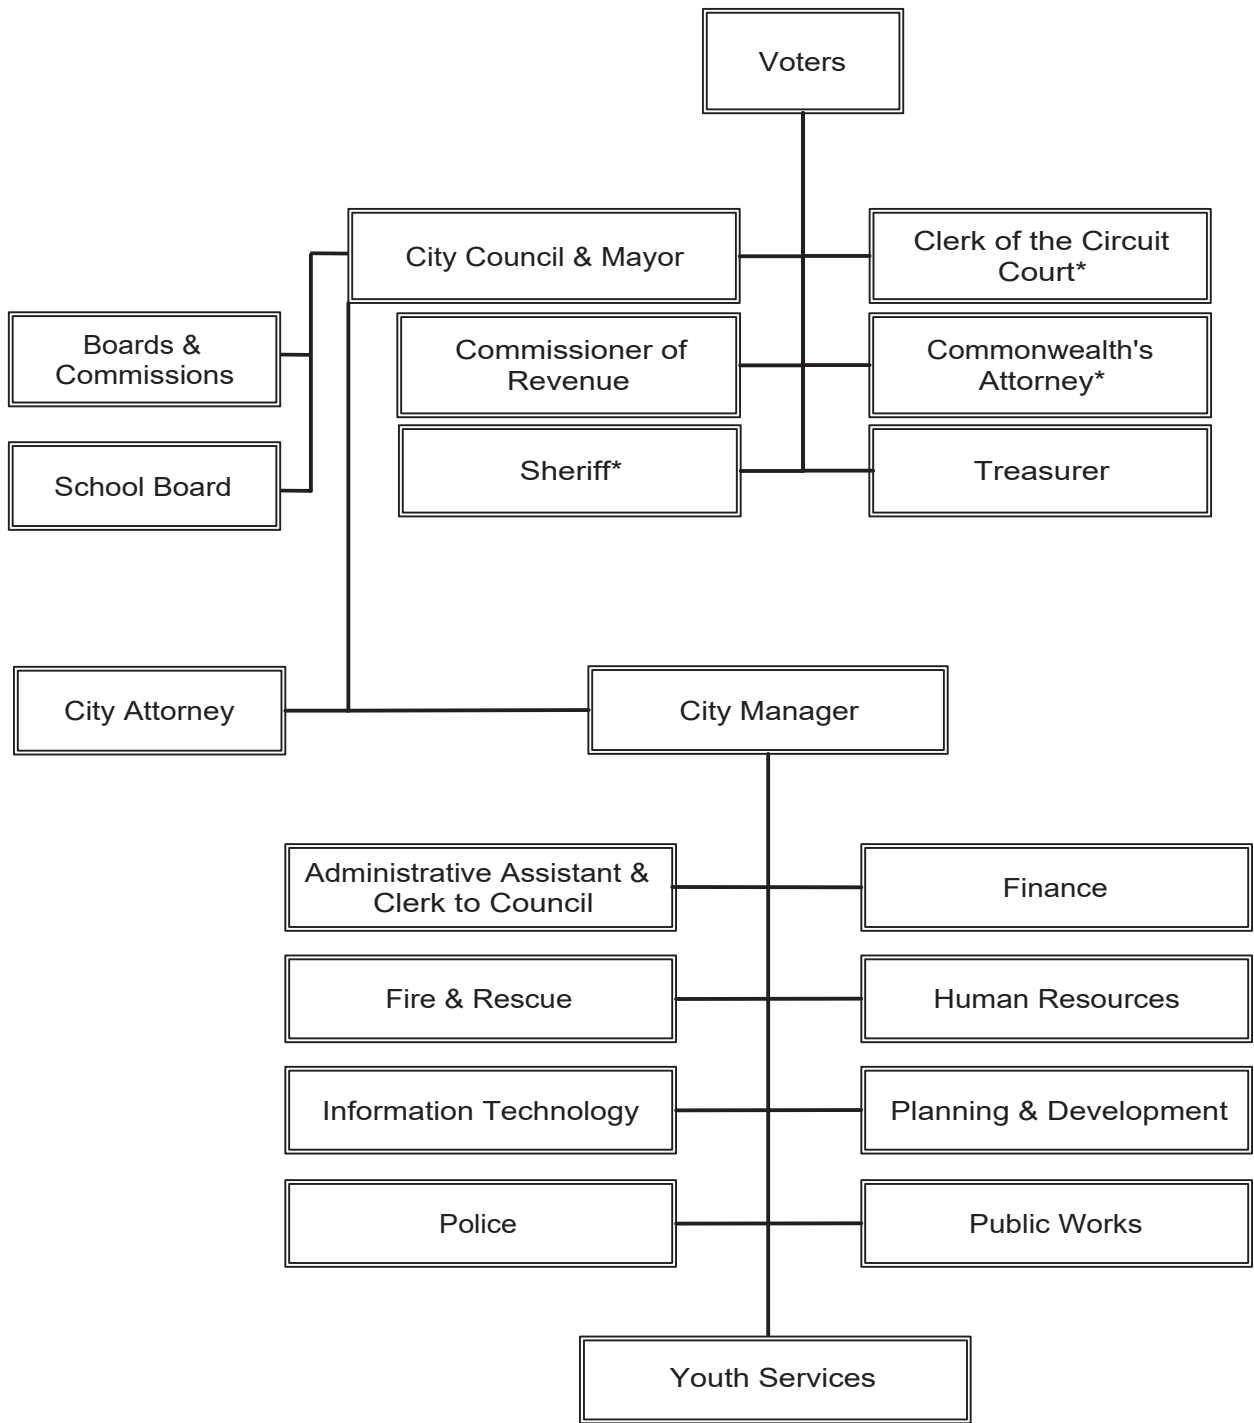 Voters
City Council & Mayor
Clerk of the Circuit
Court*
Boards &
Commissions
Commissioner of
Revenue
Commonwealth's
Attorney*
School Board
Sheriff*
Treasurer
City Attorney
City Manager
Administrative Assistant &
Clerk to Council
Finance
Fire & Rescue
Human Resources
Information Technology
Planning & Development
Police
Public Works
Youth Services